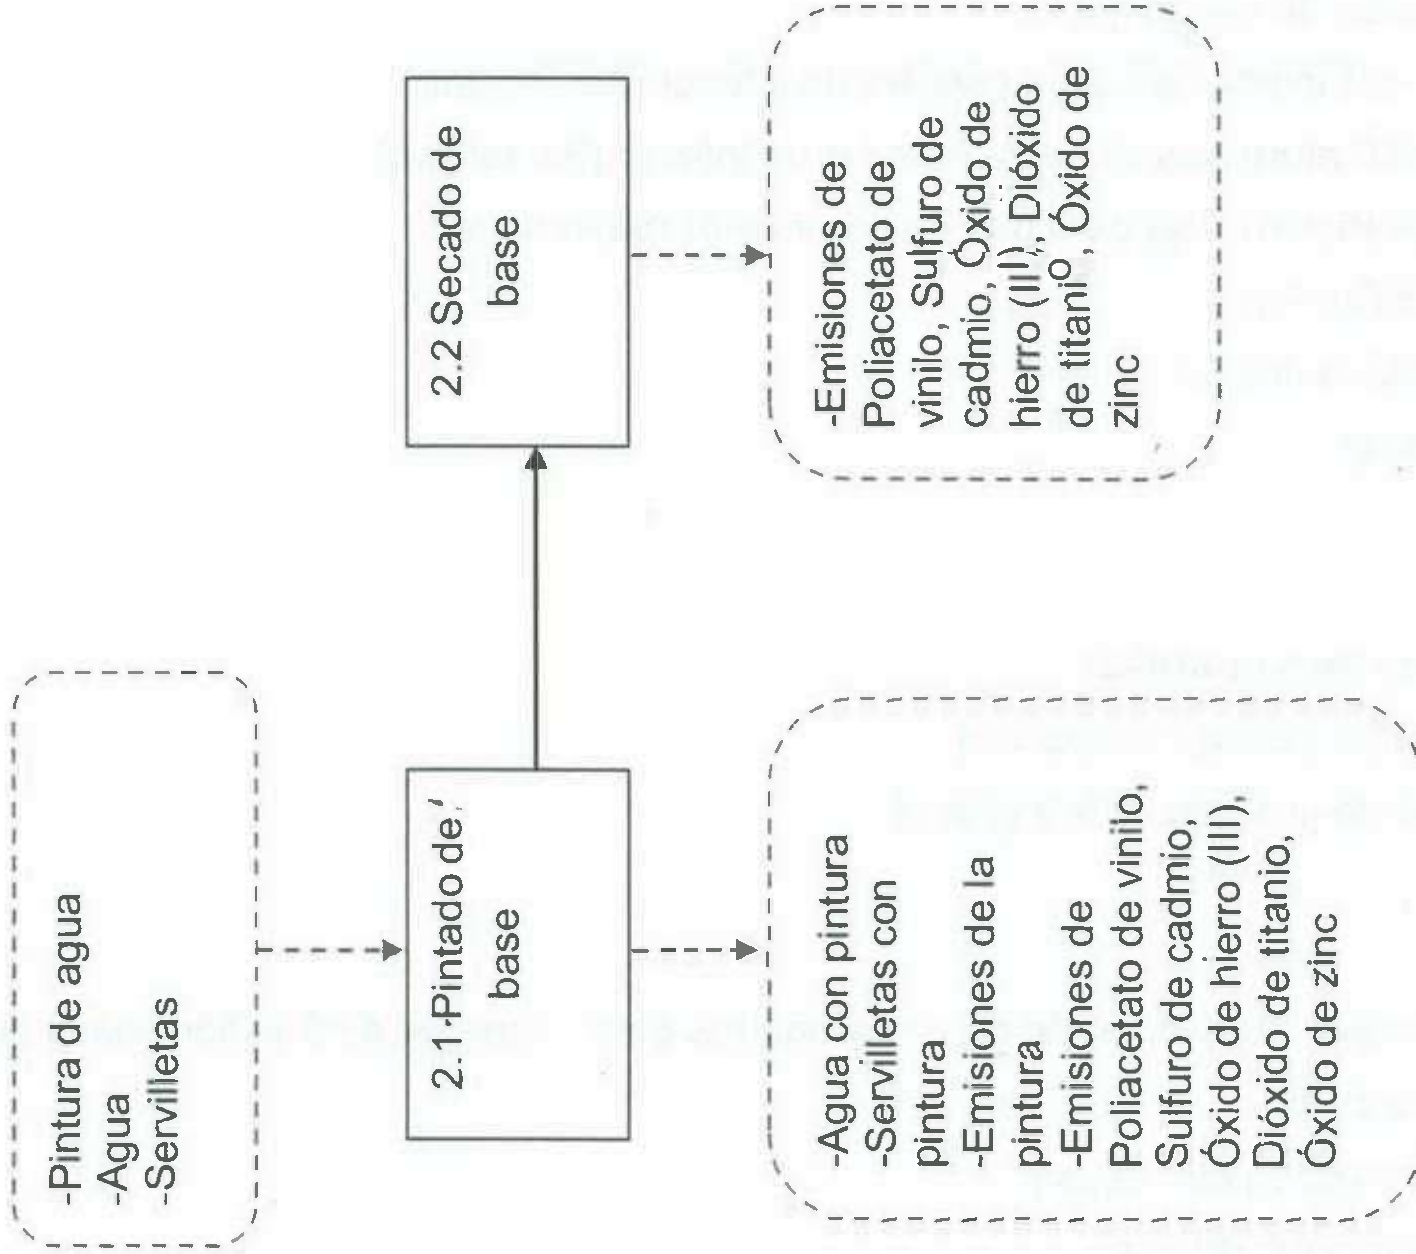 -Pintura de agua
-Agua
-Servilletas
2.1 Pintado de
base
-Agua con pintura
-Servilletas con
pintura
-Emisiones de la
pintura
-Emisiones de
Poliacetato de vinilo,
Sulfuro de cadmio,
Óxido de hierro (III),
Dióxido de titanio,
Óxido de zinc
2.2 Secado de
base
-Emisiones de
Poliacetato de
vinilo, Sulfuro de
cadmio, Óxido de
hierro (III), Dióxido
de titanio, Óxido de
zinc